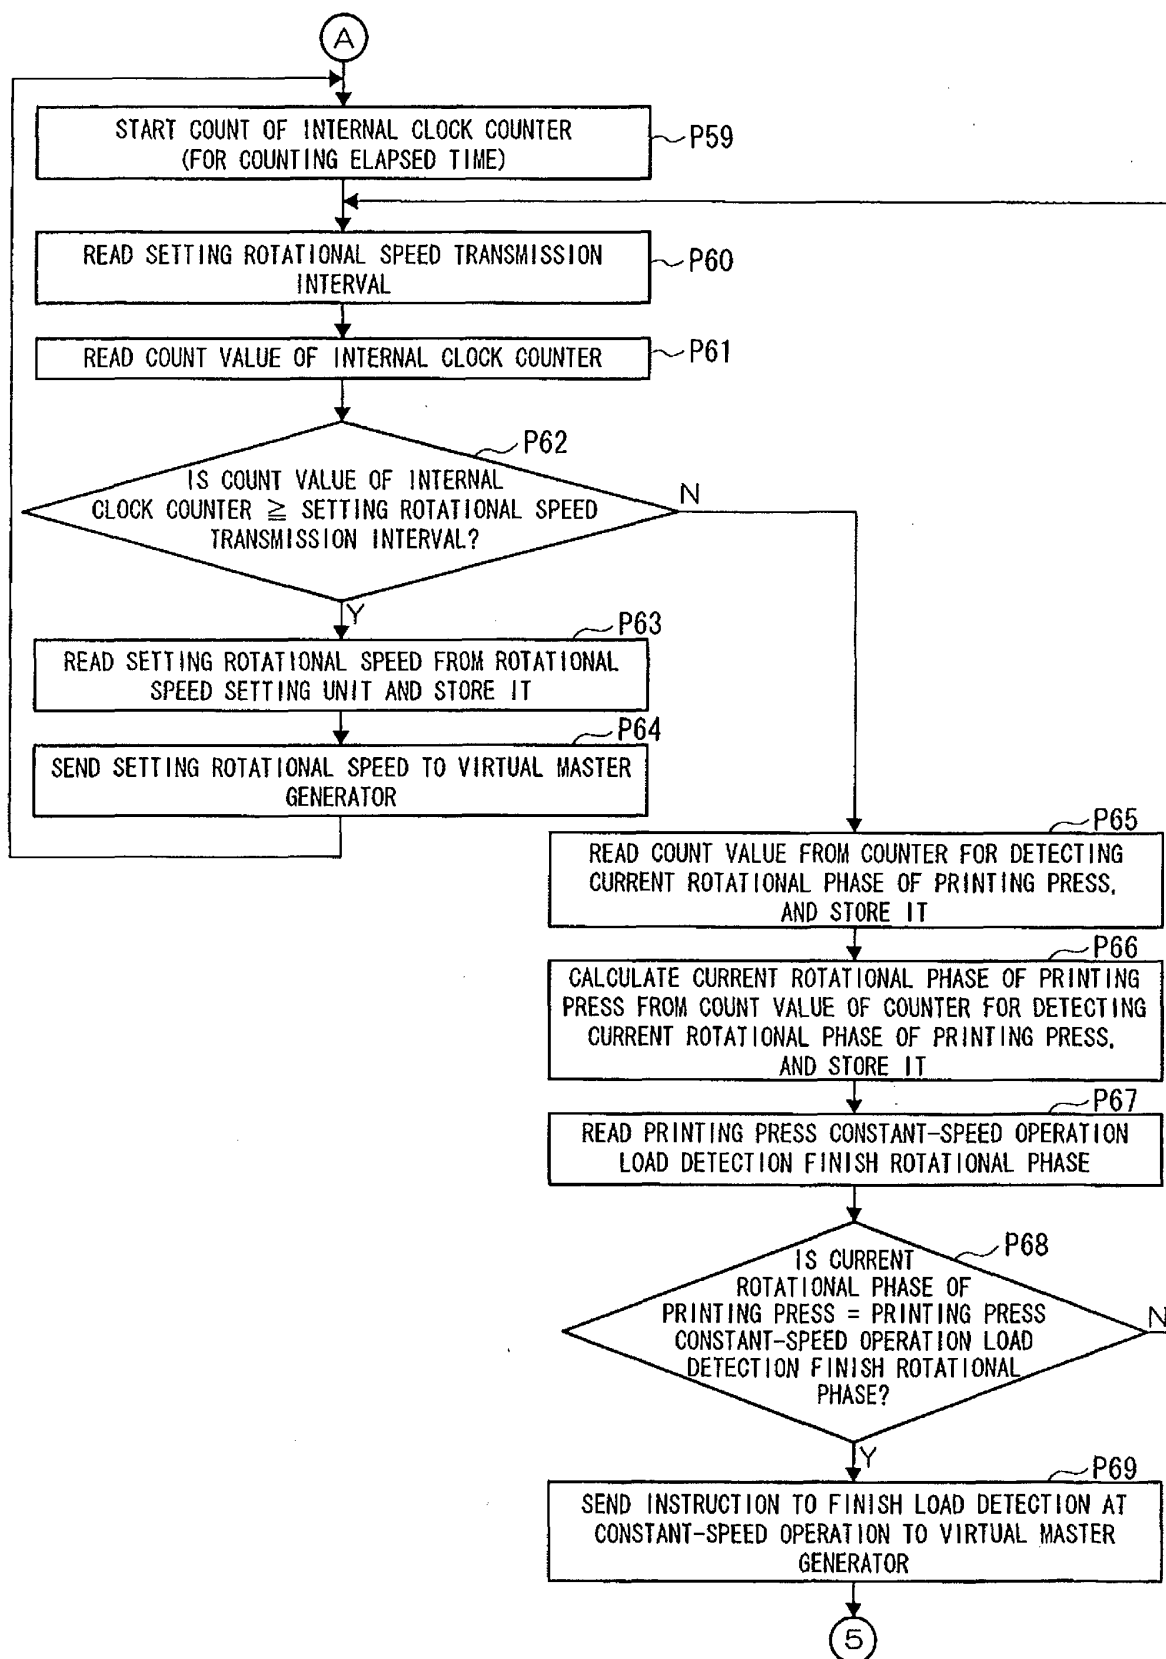 A
START COUNT OF INTERNAL CLOCK COUNTER
(FOR COUNTING ELAPSED TIME)
P59
READ SETTING ROTATIONAL SPEED TRANSMISSION
INTERVAL
P60
READ COUNT VALUE OF INTERNAL CLOCK COUNTER
P61
P62
IS COUNT VALUE OF INTERNAL
CLOCK COUNTER ≧ SETTING ROTATIONAL SPEED
TRANSMISSION INTERVAL?
N
Y
P63
READ SETTING ROTATIONAL SPEED FROM ROTATIONAL
SPEED SETTING UNIT AND STORE IT
P64
SEND SETTING ROTATIONAL SPEED TO VIRTUAL MASTER
GENERATOR
P65
READ COUNT VALUE FROM COUNTER FOR DETECTING
CURRENT ROTATIONAL PHASE OF PRINTING PRESS,
AND STORE IT
P66
CALCULATE CURRENT ROTATIONAL PHASE OF PRINTING
PRESS FROM COUNT VALUE OF COUNTER FOR DETECTING
CURRENT ROTATIONAL PHASE OF PRINTING PRESS,
AND STORE IT
P67
READ PRINTING PRESS CONSTANT-SPEED OPERATION
LOAD DETECTION FINISH ROTATIONAL PHASE
P68
IS CURRENT
ROTATIONAL PHASE OF
PRINTING PRESS = PRINTING PRESS
CONSTANT-SPEED OPERATION LOAD
DETECTION FINISH ROTATIONAL
PHASE?
N
Y
P69
SEND INSTRUCTION TO FINISH LOAD DETECTION AT
CONSTANT-SPEED OPERATION TO VIRTUAL MASTER
GENERATOR
5